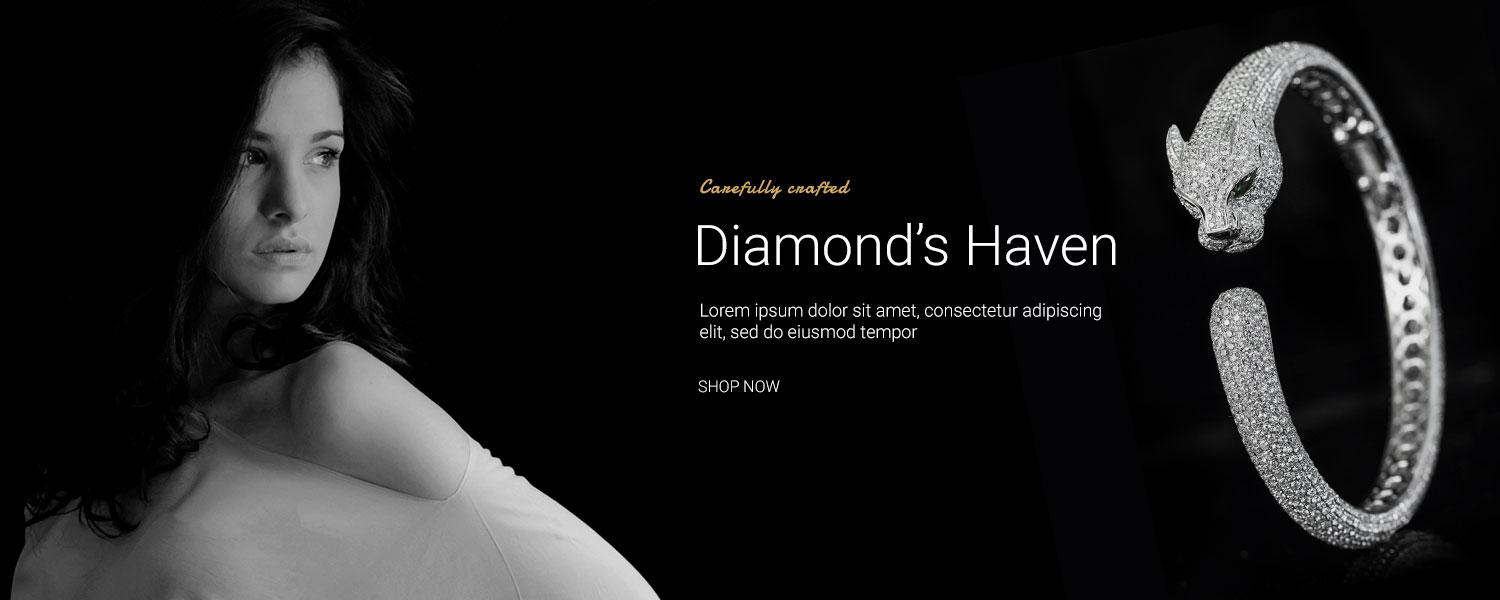 Carefully crafted
Diamond’s Haven
Lorem ipsum dolor sit amet, consectetur adipiscing
elit, sed do eiusmod tempor
SHOP NOW